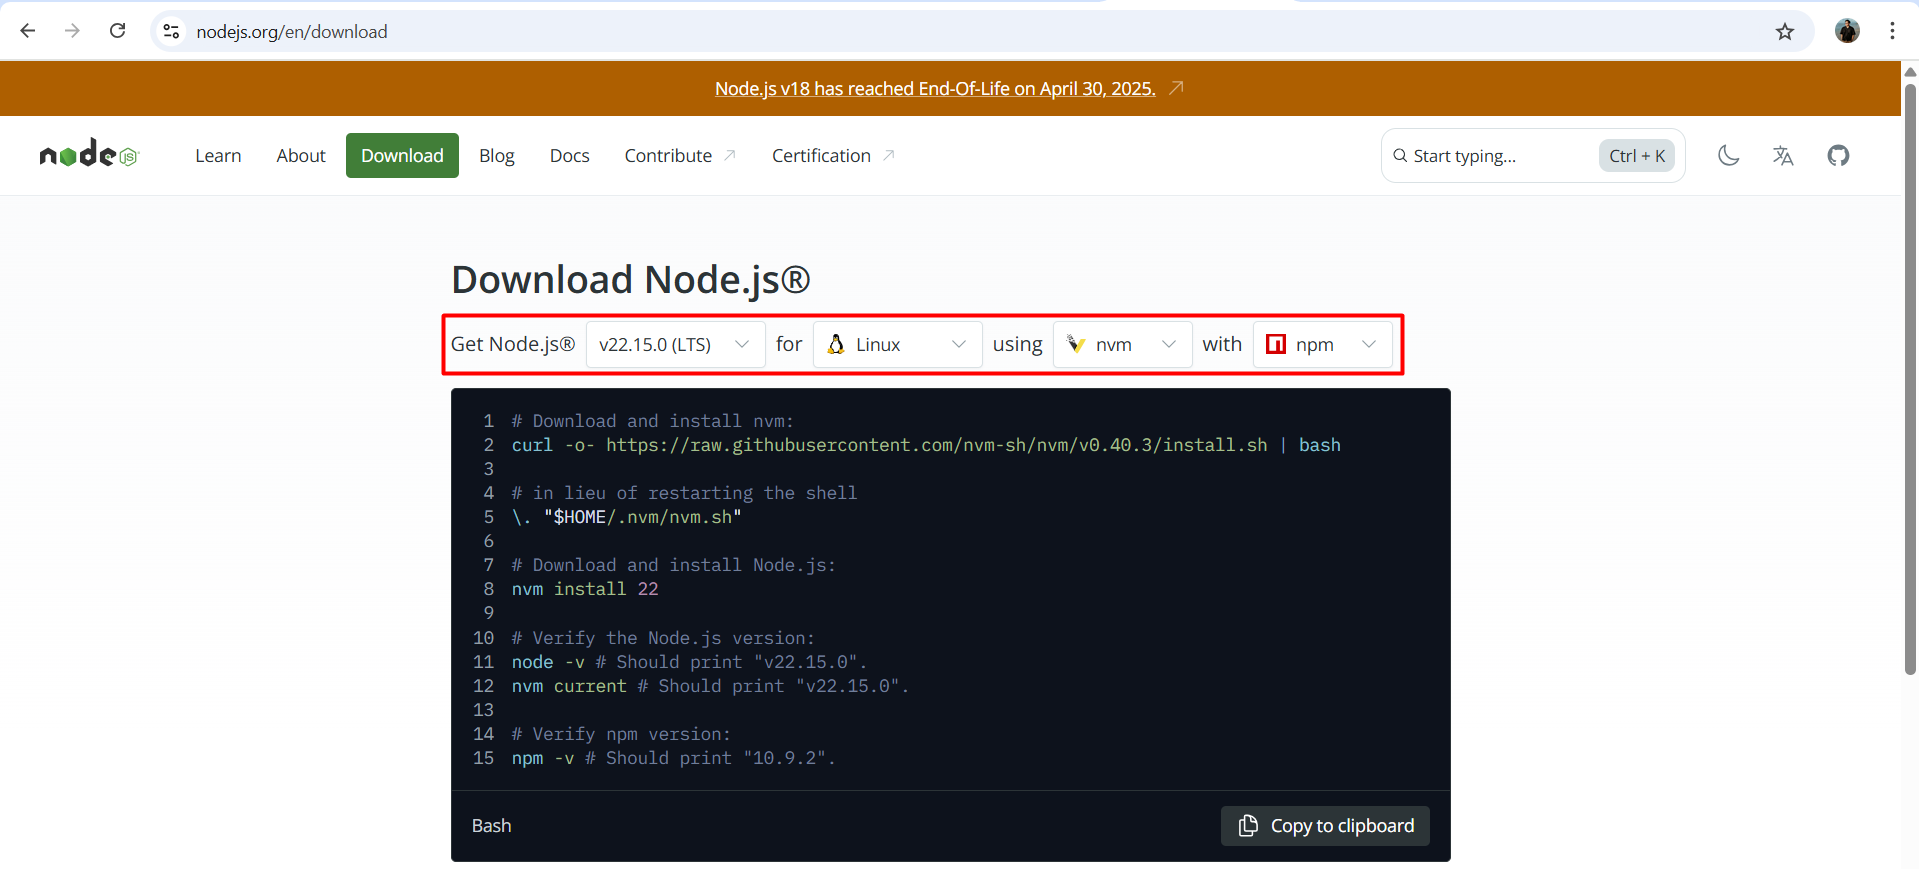 nodejs.org/en/download
Node.js v18 has reached End-Of-Life on April 30, 2025.
node JS
Learn About Download Blog Docs Contribute Certification
Start typing... Ctrl + K
Download Node.js®
Get Node.js® v22.15.0 (LTS) for Linux using nvm with npm
1 # Download and install nvm:
2 curl -o- https://raw.githubusercontent.com/nvm-sh/nvm/v0.40.3/install.sh | bash
3
4 # in lieu of restarting the shell
5 \. "$HOME/.nvm/nvm.sh"
6
7 # Download and install Node.js:
8 nvm install 22
9
10 # Verify the Node.js version:
11 node -v # Should print "v22.15.0".
12 nvm current # Should print "v22.15.0".
13
14 # Verify npm version:
15 npm -v # Should print "10.9.2".
Bash
Copy to clipboard